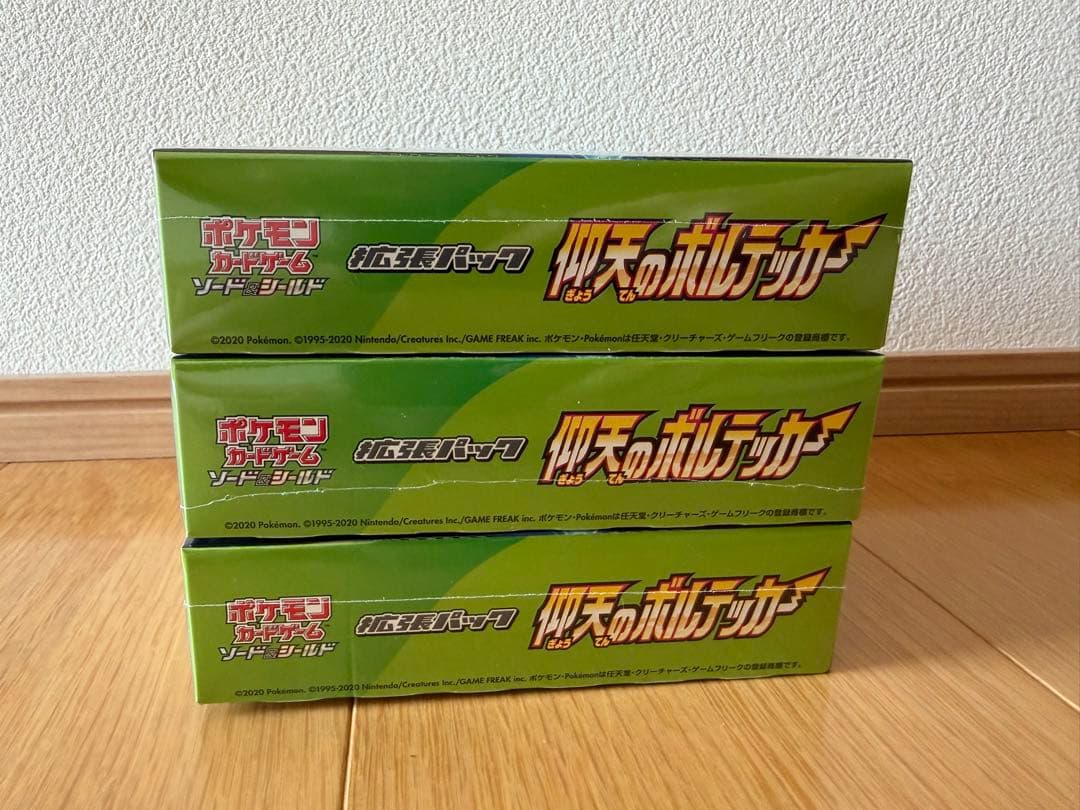 ポケモン
カードゲーム™
ソード&シールド
拡張パック
仰天のボルテッカー
ぎょう てん
©2020 Pokémon. ©1995-2020 Nintendo/Creatures Inc./GAME FREAK inc. ポケモン・Pokémonは任天堂・クリーチャーズ・ゲームフリークの登録商標です。
ポケモン
カードゲーム™
ソード&シールド
拡張パック
仰天のボルテッカー
ぎょう てん
©2020 Pokémon. ©1995-2020 Nintendo/Creatures Inc./GAME FREAK inc. ポケモン・Pokémonは任天堂・クリーチャーズ・ゲームフリークの登録商標です。
ポケモン
カードゲーム™
ソード&シールド
拡張パック
仰天のボルテッカー
ぎょう てん
©2020 Pokémon. ©1995-2020 Nintendo/Creatures Inc./GAME FREAK inc. ポケモン・Pokémonは任天堂・クリーチャーズ・ゲームフリークの登録商標です。